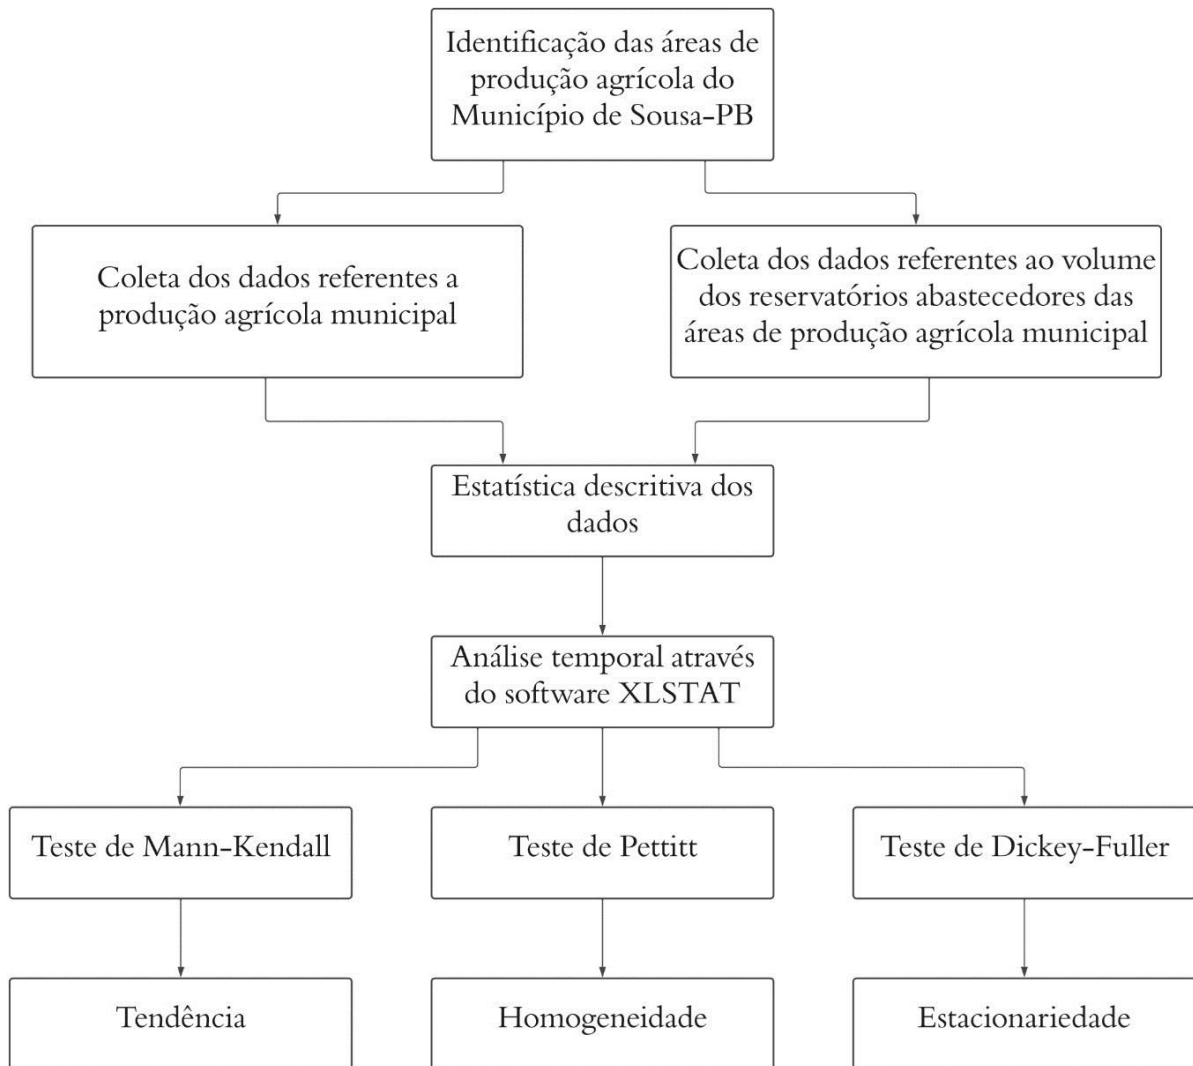 Identificação das áreas de
produção agrícola do
Município de Sousa-PB
Coleta dos dados referentes a
produção agrícola municipal
Coleta dos dados referentes ao volume
dos reservatórios abastecedores das
áreas de produção agrícola municipal
Estatística descritiva dos
dados
Análise temporal através
do software XLSTAT
Teste de Mann-Kendall
Teste de Pettitt
Teste de Dickey-Fuller
Tendência
Homogeneidade
Estacionariedade